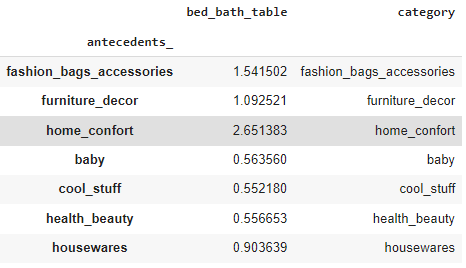 bed_bath_table category
antecedents_
fashion_bags_accessories 1.541502 fashion_bags_accessories
furniture_decor 1.092521 furniture_decor
home_confort 2.651383 home_confort
baby 0.563560 baby
cool_stuff 0.552180 cool_stuff
health_beauty 0.556653 health_beauty
housewares 0.903639 housewares